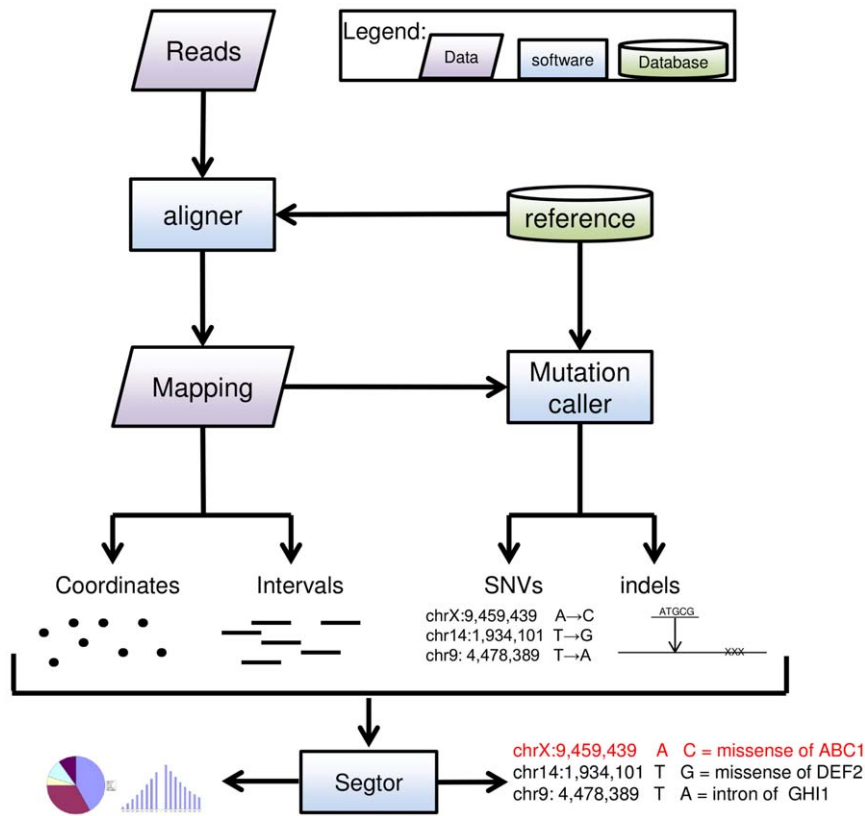 Reads
Legend:
Data
software
Database
aligner
reference
Mapping
Mutation
caller
Coordinates
Intervals
SNVs
indels
chrX:9,459,439 A→C
chr14:1,934,101 T→G
chr9: 4,478,389 T→A
ATGCG
XXX
Segtor
chrX:9,459,439 A C = missense of ABC1
chr14:1,934,101 T G = missense of DEF2
chr9: 4,478,389 T A = intron of GHI1